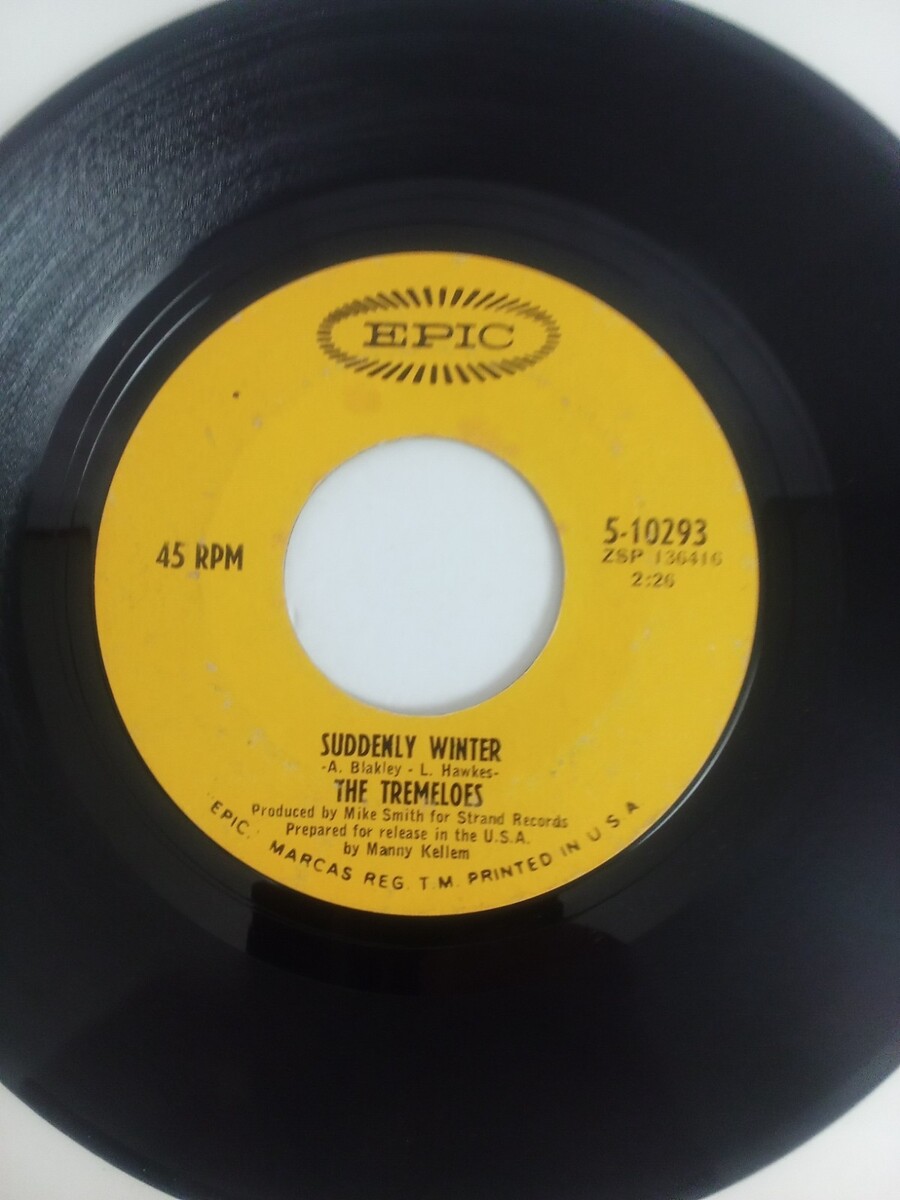 EPIC
45 RPM
5-10293
ZSP 136416
2:26
SUDDENLY WINTER
-A. Blakley - L. Hawkes-
THE TREMELOES
Produced by Mike Smith for Strand Records
Prepared for release in the U.S.A.
by Manny Kellem
"EPIC," MARCAS REG. T.M. PRINTED IN U S A